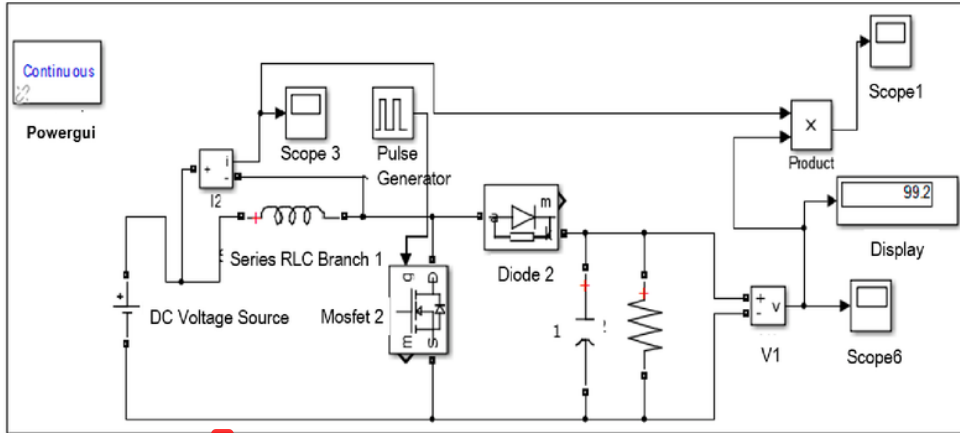 Continuous
Powergui
Scope 3
Pulse
Generator
i
+
-
I2
Scope1
X
Product
99.2
Display
m
Series RLC Branch 1
Diode 2
+
DC Voltage Source
Mosfet 2
g
S
m
1
+
-
v
V1
Scope6